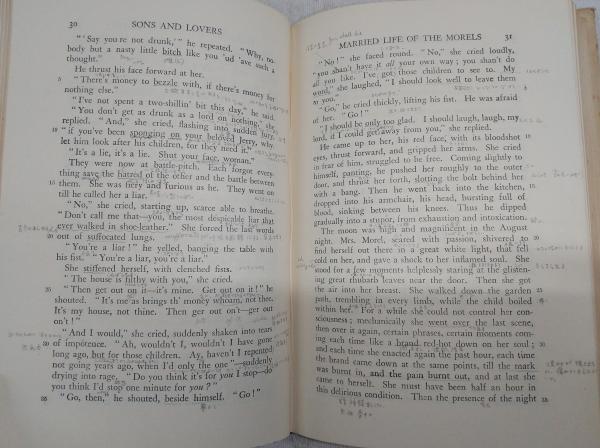 30 SONS AND LOVERS
"'Say you're not drunk,'" he repeated. "Why, no-
body but a nasty little bitch like you 'ud 'ave such a
thought."
He thrust his face forward at her.
5 "There's money to bezzle with, if there's money for
nothing else."
"I've not spent a two-shillin' bit this day," he said.
"You don't get as drunk as a lord on nothing," she
replied. "And," she cried, flashing into sudden fury,
10 "if you've been sponging on your beloved Jerry, why
let him look after his children, for they need it."
"It's a lie, it's a lie. Shut your face, woman."
They were now at battle-pitch. Each forgot every-
thing save the hatred of the other and the battle between
15 them. She was fiery and furious as he. They went on
till he called her a liar.
"No," she cried, starting up, scarce able to breathe.
"Don't call me that—you, the most despicable liar that
ever walked in shoe-leather." She forced the last words
20 out of suffocated lungs.
"You're a liar!" he yelled, banging the table with
his fist. "You're a liar, you're a liar."
She stiffened herself, with clenched fists.
"The house is filthy with you," she cried.
25 "Then get out on it—it's mine. Get out on it!" he
shouted. "It's me as brings th' money whoam, not thee.
It's my house, not thine. Then ger out on't—ger out
on't!"
"And I would," she cried, suddenly shaken into tears
30 of impotence. "Ah, wouldn't I, wouldn't I have gone
long ago, but for those children. Ay, haven't I repented
not going years ago, when I'd only the one"—suddenly
drying into rage. "Do you think it's for you I stop—do
you think I'd stop one minute for you?"
35 "Go, then," he shouted, beside himself. "Go!"
MARRIED LIFE OF THE MORELS 31
"No!" she faced round. "No," she cried loudly,
"you shan't have it all your own way; you shan't do
all you like. I've got those children to see to. My
word," she laughed, "I should look well to leave them
to you."
"Go," he cried thickly, lifting his fist. He was afraid
of her. "Go!"
"I should be only too glad. I should laugh, laugh, my
lord, if I could get away from you," she replied.
He came up to her, his red face, with its bloodshot
eyes, thrust forward, and gripped her arms. She cried
in fear of him, struggled to be free. Coming slightly to
himself, panting, he pushed her roughly to the outer
door, and thrust her forth, slotting the bolt behind her
with a bang. Then he went back into the kitchen, 15
dropped into his armchair, his head, bursting full of
blood, sinking between his knees. Thus he dipped
gradually into a stupor, from exhaustion and intoxication.
The moon was high and magnificent in the August
night. Mrs. Morel, seared with passion, shivered to 20
find herself out there in a great white light, that fell
cold on her, and gave a shock to her inflamed soul. She
stood for a few moments helplessly staring at the glisten-
ing great rhubarb leaves near the door. Then she got
the air into her breast. She walked down the garden
path, trembling in every limb, while the child boiled
within her. For a while she could not control her con-
sciousness; mechanically she went over the last scene,
then over it again, certain phrases, certain moments com-
ing each time like a brand red-hot down on her soul;
and each time she enacted again the past hour, each time
the brand came down at the same points, till the mark
was burnt in, and the pain burnt out, and at last she
came to herself. She must have been half an hour in
this delirious condition. Then the presence of the night